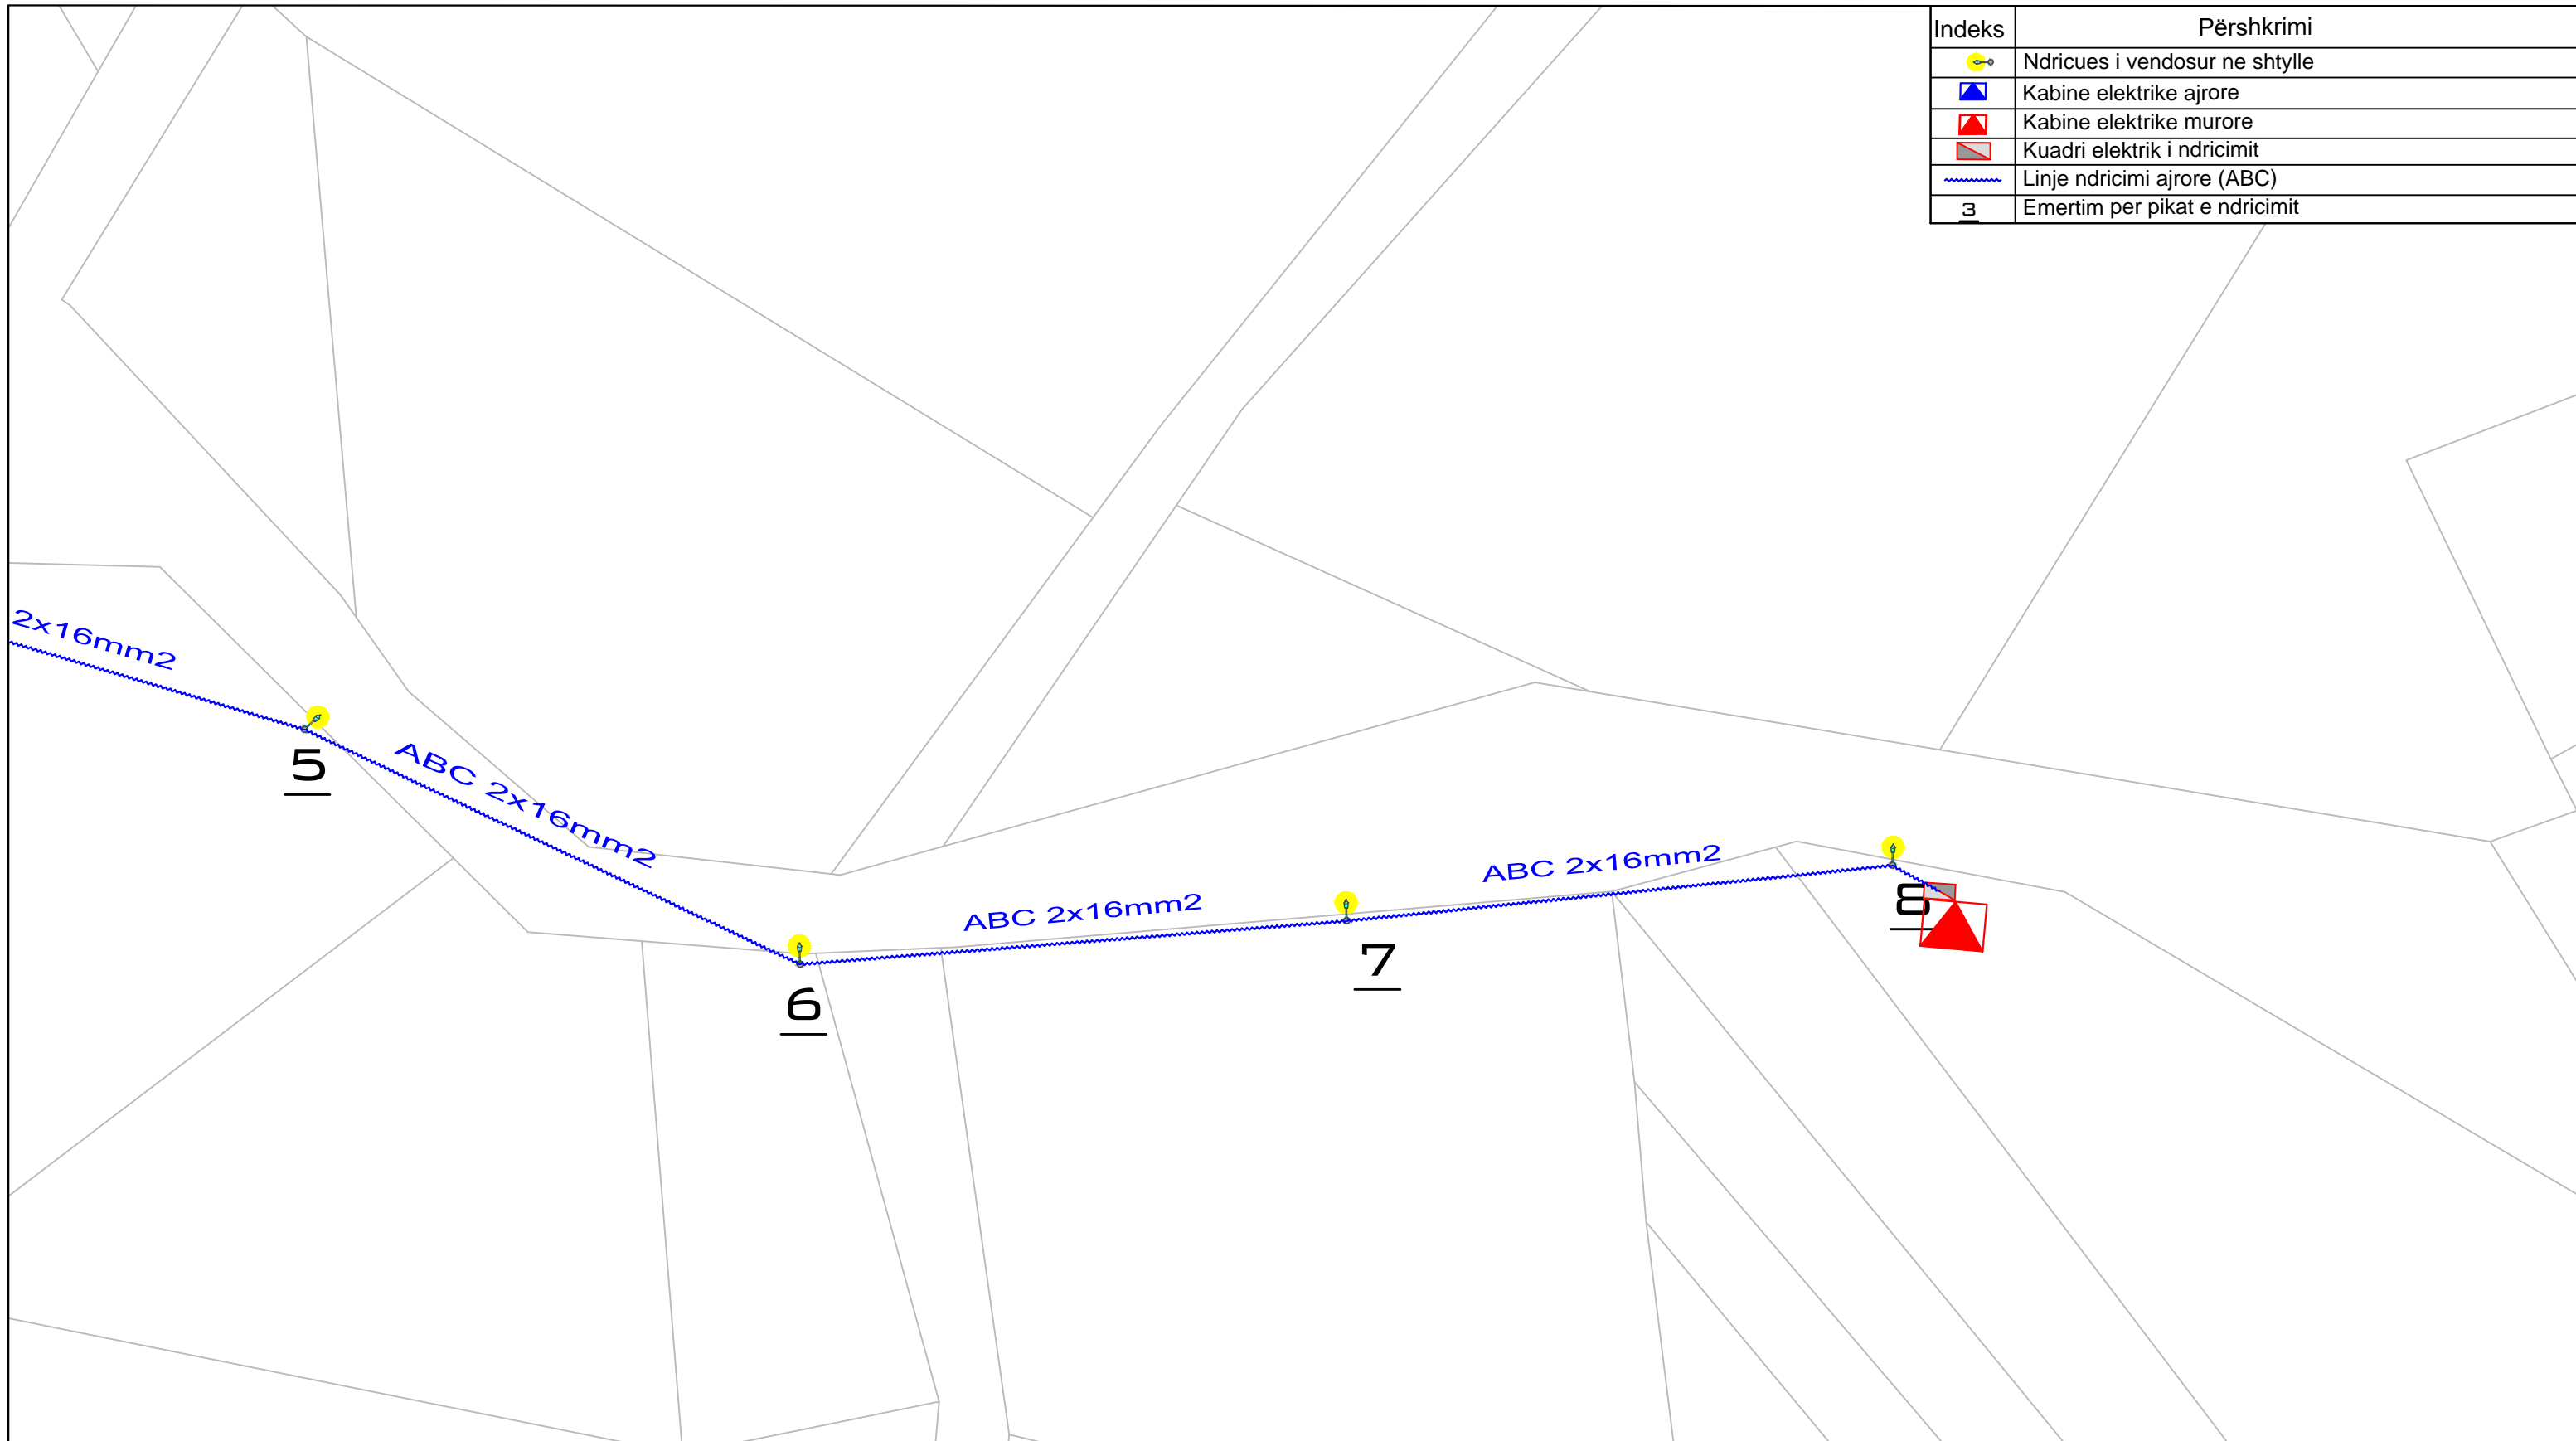 Indeks Përshkrimi
Ndricues i vendosur ne shtylle
Kabine elektrike ajrore
Kabine elektrike murore
Kuadri elektrik i ndricimit
Linje ndricimi ajrore (ABC)
3 Emertim per pikat e ndricimit
2x16mm2
5
ABC 2x16mm2
6
ABC 2x16mm2
7
ABC 2x16mm2
8